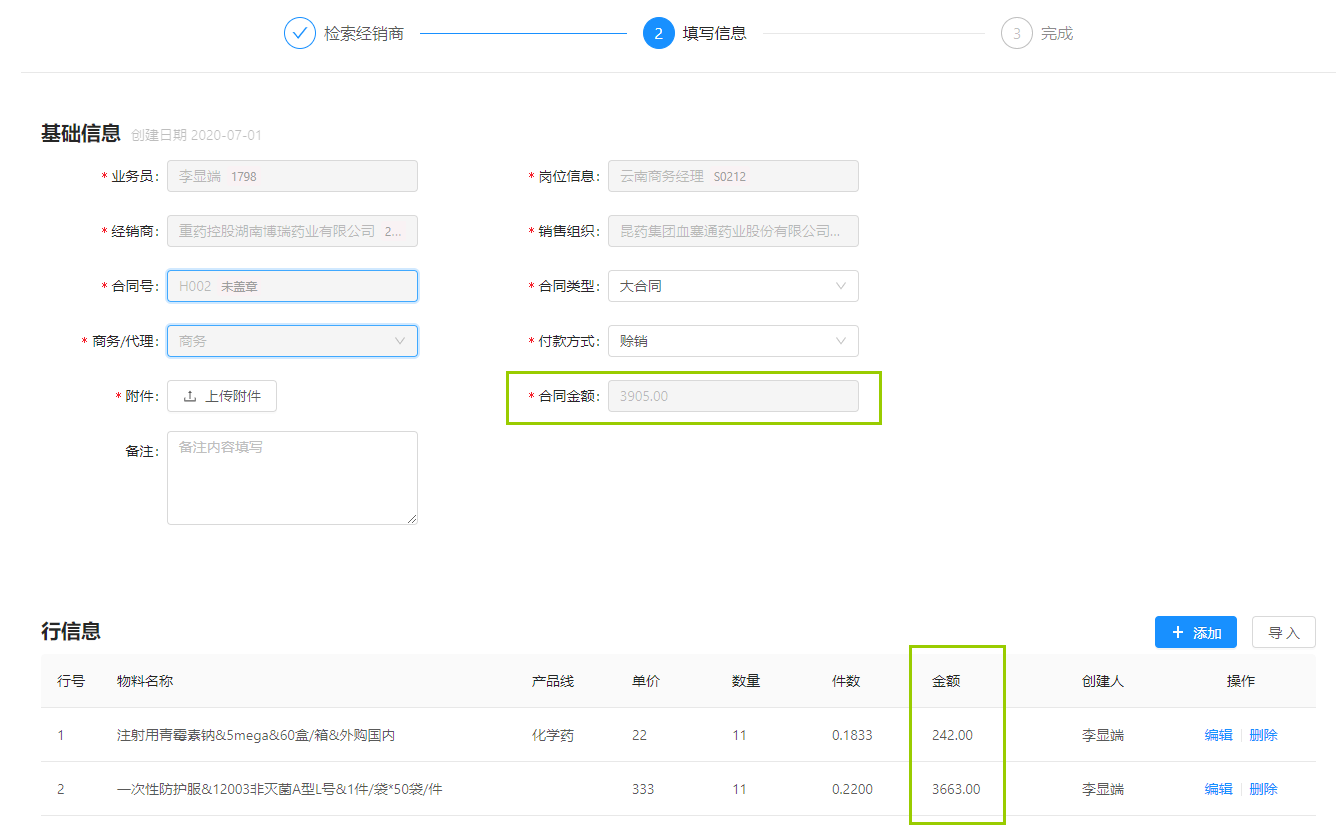 检索经销商
2 填写信息
3 完成
基础信息 创建日期 2020-07-01
* 业务员: 李显端 1798
* 岗位信息: 云南商务经理 S0212
* 经销商: 重药控股湖南博瑞药业有限公司 2...
* 销售组织: 昆药集团血塞通药业股份有限公司...
* 合同号: H002 未盖章
* 合同类型: 大合同
* 商务/代理: 商务
* 付款方式: 赊销
* 附件: 上传附件
* 合同金额: 3905.00
备注: 备注内容填写
行信息
+ 添加 导入
行号 物料名称 产品线 单价 数量 件数 金额 创建人 操作
1 注射用青霉素钠&5mega&60盒/箱&外购国内 化学药 22 11 0.1833 242.00 李显端 编辑 删除
2 一次性防护服&12003非灭菌A型L号&1件/袋*50袋/件 333 11 0.2200 3663.00 李显端 编辑 删除